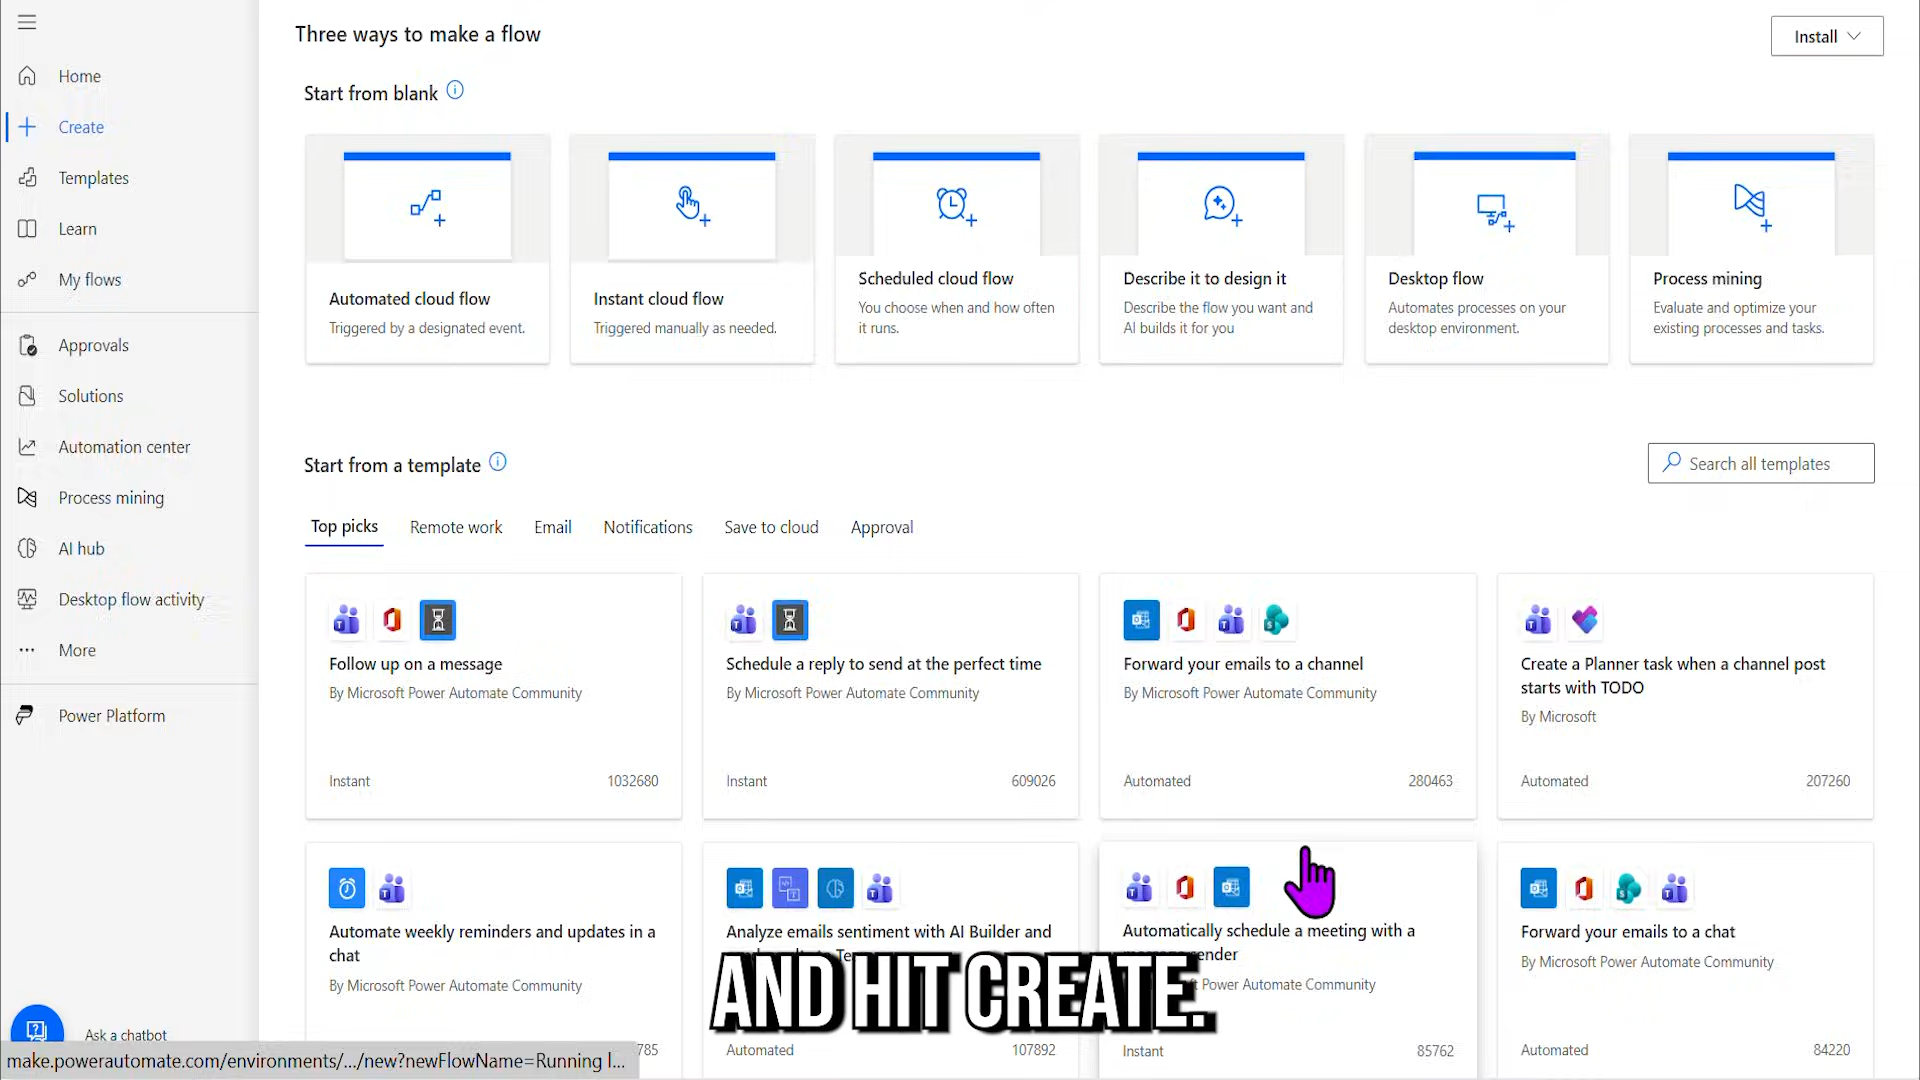 Three ways to make a flow
Install
Home
Start from blank
Create
Templates
Learn
My flows
Automated cloud flow
Triggered by a designated event.
Instant cloud flow
Triggered manually as needed.
Scheduled cloud flow
You choose when and how often
it runs.
Describe it to design it
Describe the flow you want and
AI builds it for you
Desktop flow
Automates processes on your
desktop environment.
Process mining
Evaluate and optimize your
existing processes and tasks.
Approvals
Solutions
Automation center
Process mining
AI hub
Desktop flow activity
More
Power Platform
Start from a template
Search all templates
Top picks Remote work Email Notifications Save to cloud Approval
Follow up on a message
By Microsoft Power Automate Community
Instant 1032680
Schedule a reply to send at the perfect time
By Microsoft Power Automate Community
Instant 609026
Forward your emails to a channel
By Microsoft Power Automate Community
Automated 280463
Create a Planner task when a channel post
starts with TODO
By Microsoft
Automated 207260
Automate weekly reminders and updates in a
chat
By Microsoft Power Automate Community
785
Analyze emails sentiment with AI Builder and
Automated 107892
Automatically schedule a meeting with a
Power Automate Community
Instant 85762
Forward your emails to a chat
By Microsoft Power Automate Community
Automated 84220
AND HIT CREATE.
Ask a chatbot
make.powerautomate.com/environments/.../new?newFlowName=Running l...